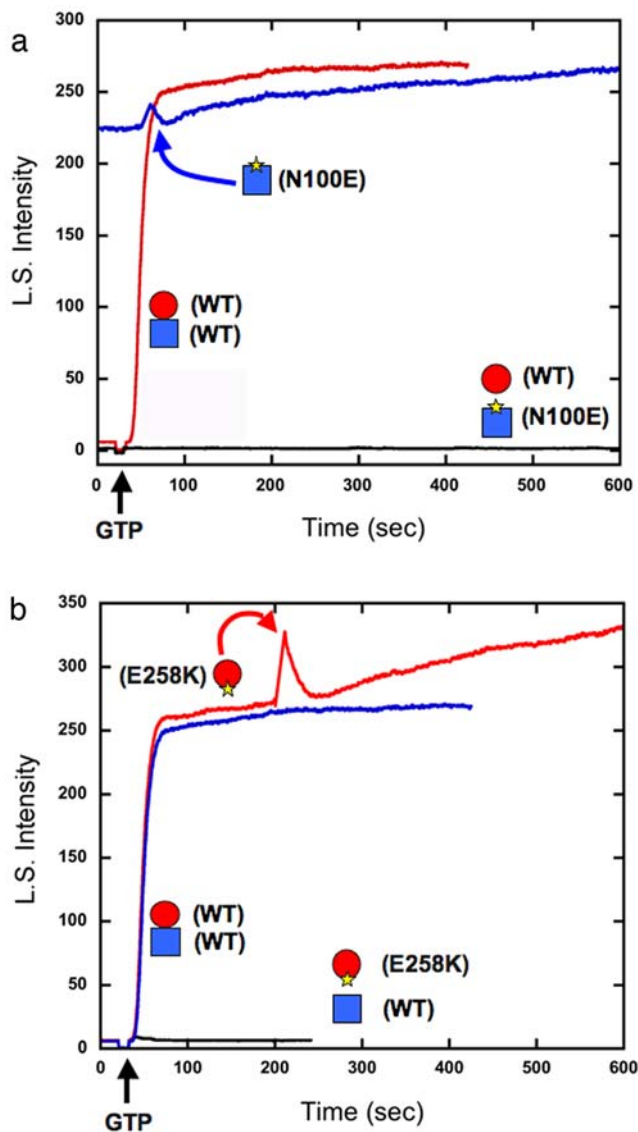 a
300
250
200
150
100
50
0
L.S. Intensity
(N100E)
(WT)
(WT)
(WT)
(N100E)
0 100 200 300 400 500 600
GTP
Time (sec)
b
350
300
250
200
150
100
50
0
L.S. Intensity
(E258K)
(WT)
(WT)
(E258K)
(WT)
0 100 200 300 400 500 600
GTP
Time (sec)